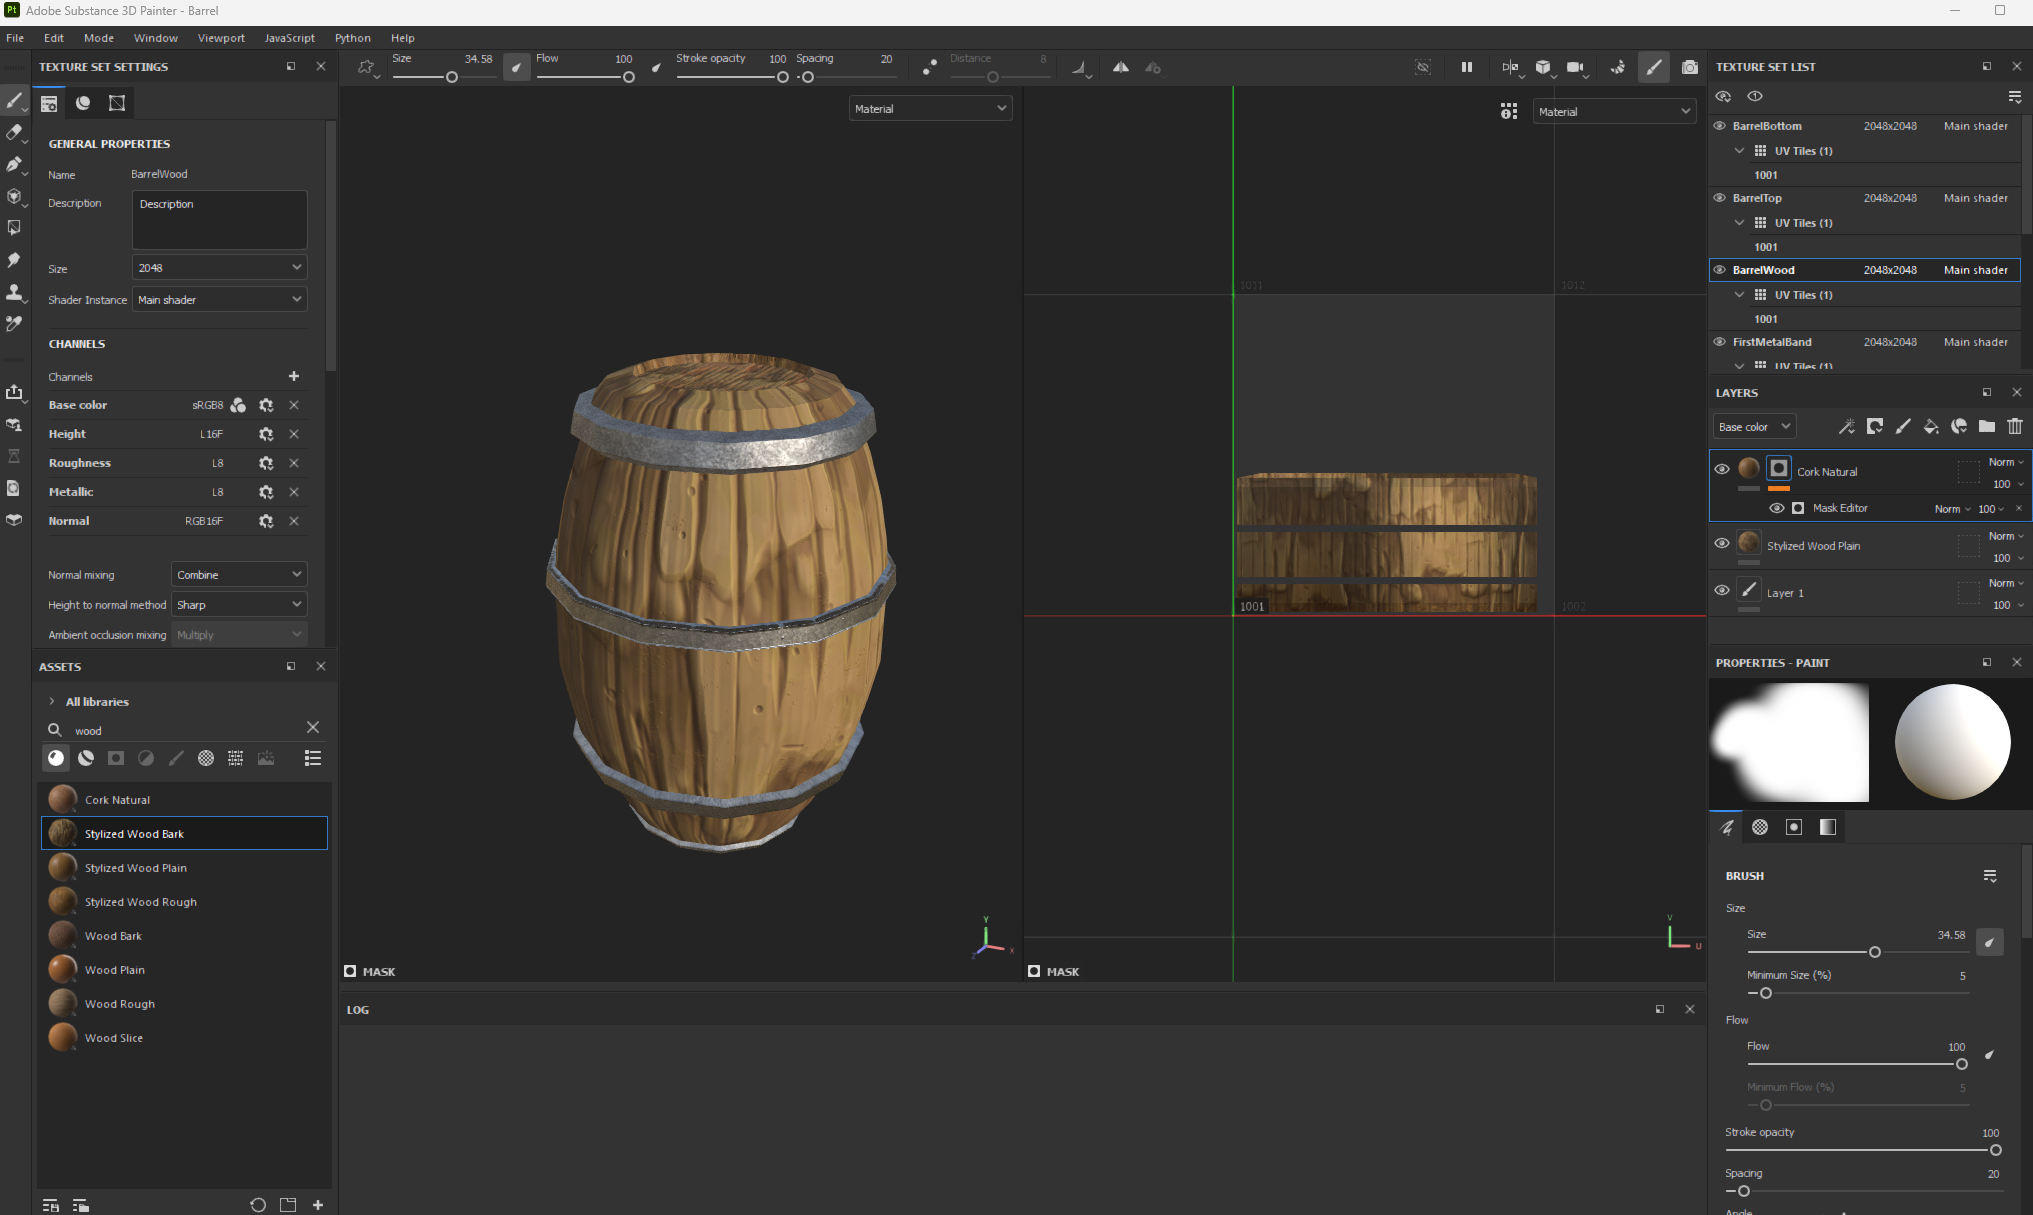 Pt Adobe Substance 3D Painter - Barrel
File Edit Mode Window Viewport JavaScript Python Help
TEXTURE SET SETTINGS
GENERAL PROPERTIES
Name BarrelWood
Description Description
Size 2048
Shader Instance Main shader
CHANNELS
Channels
Base color sRGB8
Height L16F
Roughness L8
Metallic L8
Normal RGB16F
Normal mixing Combine
Height to normal method Sharp
Ambient occlusion mixing Multiply
ASSETS
All libraries
wood
Cork Natural
Stylized Wood Bark
Stylized Wood Plain
Stylized Wood Rough
Wood Bark
Wood Plain
Wood Rough
Wood Slice
Size 34.58 Flow 100 Stroke opacity 100 Spacing 20 Distance 8
Material
Y
X
Z
MASK
Material
1011 1012
1001 1002
V
U
MASK
LOG
TEXTURE SET LIST
BarrelBottom 2048x2048 Main shader
UV Tiles (1)
1001
BarrelTop 2048x2048 Main shader
UV Tiles (1)
1001
BarrelWood 2048x2048 Main shader
UV Tiles (1)
1001
FirstMetalBand 2048x2048 Main shader
UV Tiles (1)
LAYERS
Base color
Cork Natural Norm
100
Mask Editor Norm 100
Stylized Wood Plain Norm
100
Layer 1 Norm
100
PROPERTIES - PAINT
BRUSH
Size
Size 34.58
Minimum Size (%) 5
Flow
Flow 100
Minimum Flow (%) 5
Stroke opacity 100
Spacing 20
Angle